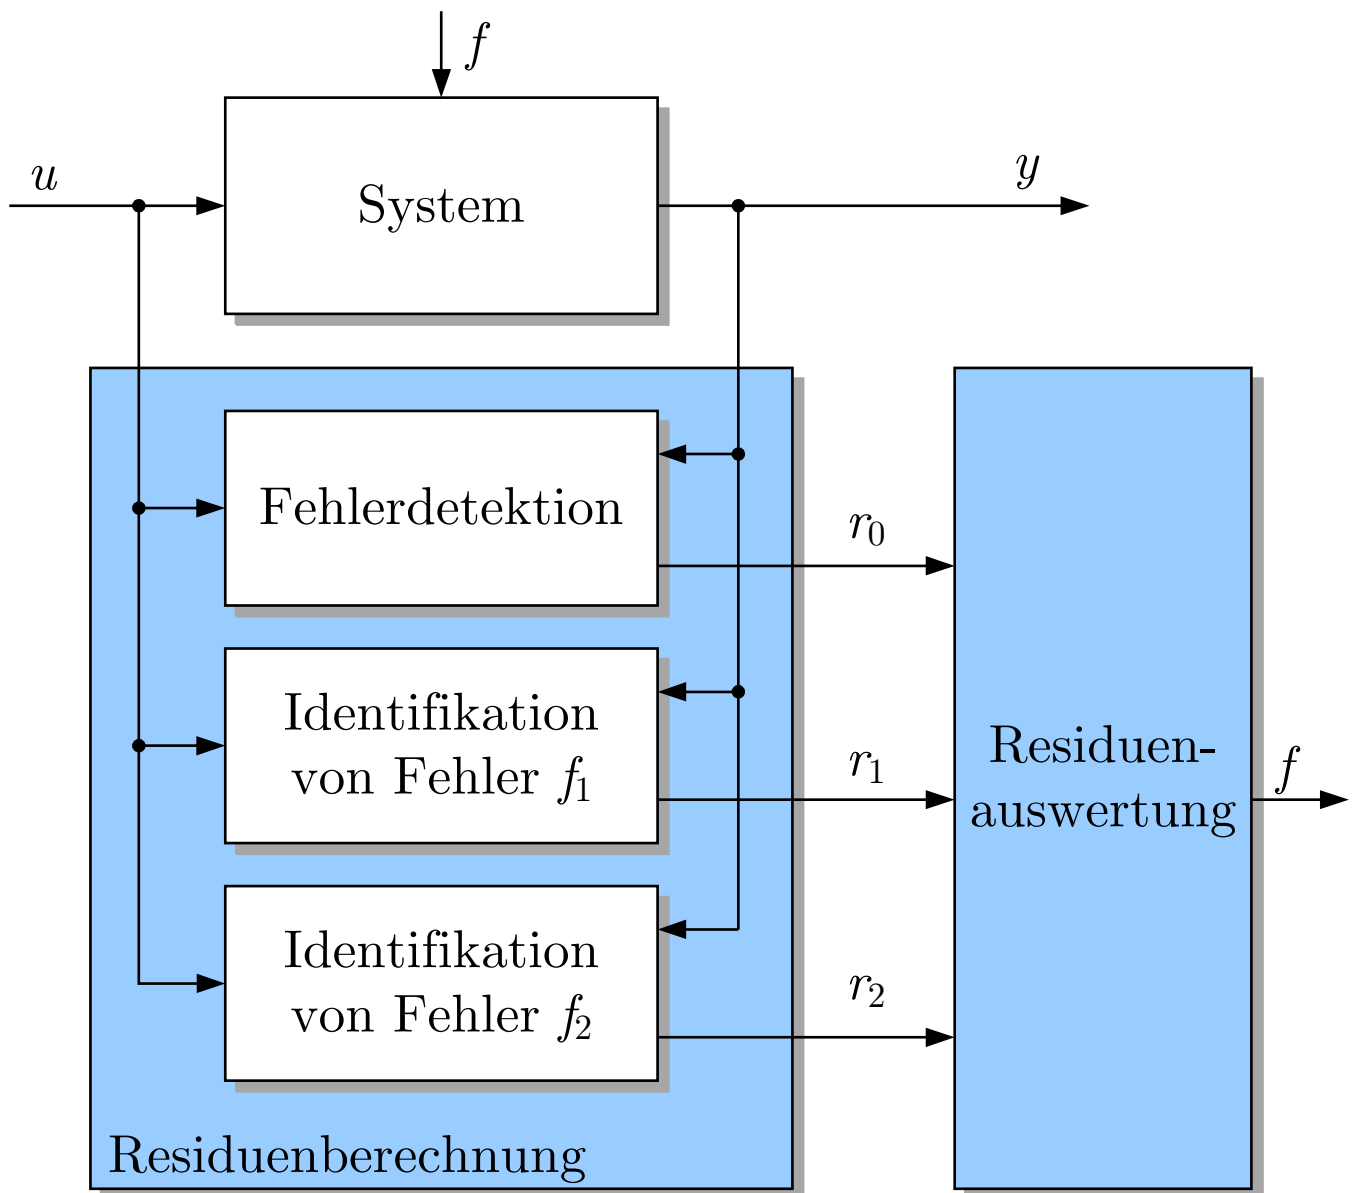 f
u
System
y
Fehlerdetektion
r0
Identifikation
von Fehler f1
r1
Residuen-
auswertung
f
Identifikation
von Fehler f2
r2
Residuenberechnung